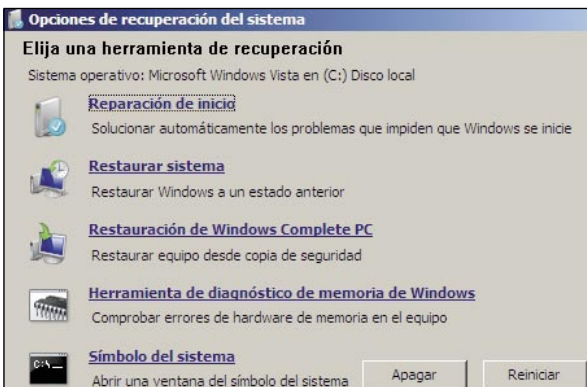 Opciones de recuperación del sistema
Elija una herramienta de recuperación
Sistema operativo: Microsoft Windows Vista en (C:) Disco local
Reparación de inicio
Solucionar automáticamente los problemas que impiden que Windows se inicie
Restaurar sistema
Restaurar Windows a un estado anterior
Restauración de Windows Complete PC
Restaurar equipo desde copia de seguridad
Herramienta de diagnóstico de memoria de Windows
Comprobar errores de hardware de memoria en el equipo
C:\_
Símbolo del sistema
Abrir una ventana del símbolo del sistema
Apagar
Reiniciar